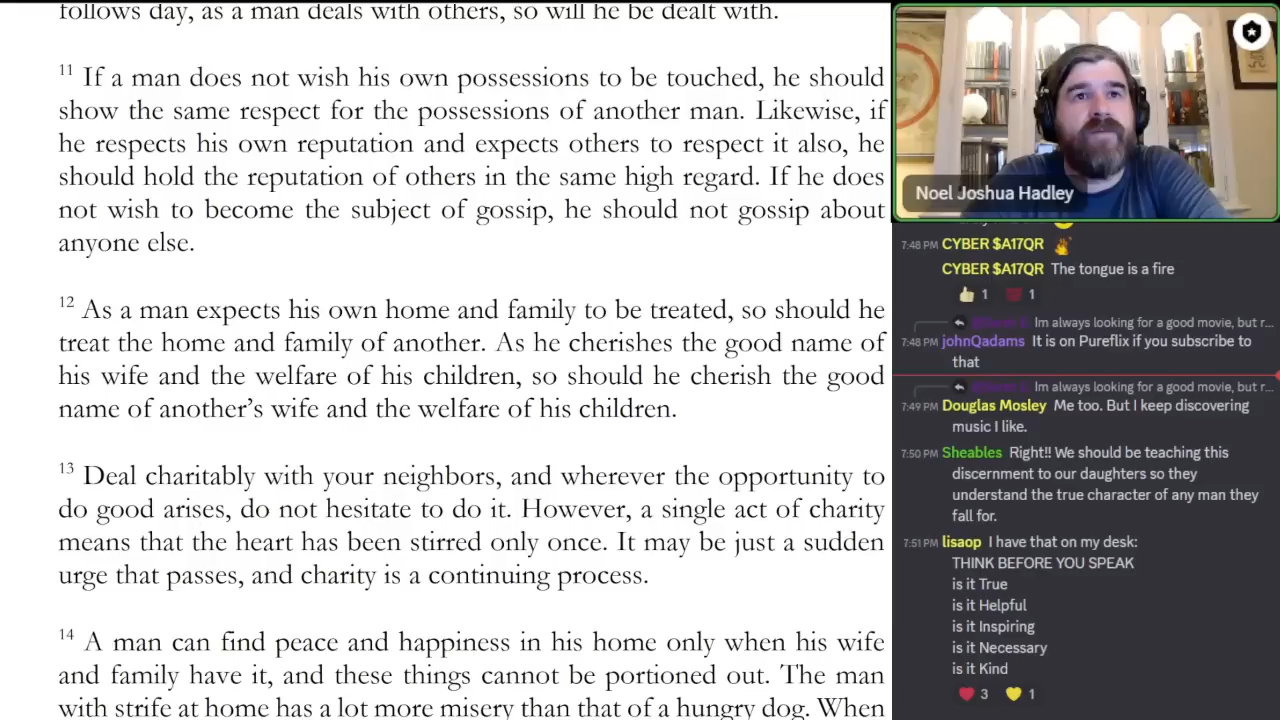 follows day, as a man deals with others, so will he be dealt with.
11 If a man does not wish his own possessions to be touched, he should
show the same respect for the possessions of another man. Likewise, if
he respects his own reputation and expects others to respect it also, he
should hold the reputation of others in the same high regard. If he does
not wish to become the subject of gossip, he should not gossip about
anyone else.
12 As a man expects his own home and family to be treated, so should he
treat the home and family of another. As he cherishes the good name of
his wife and the welfare of his children, so should he cherish the good
name of another’s wife and the welfare of his children.
13 Deal charitably with your neighbors, and wherever the opportunity to
do good arises, do not hesitate to do it. However, a single act of charity
means that the heart has been stirred only once. It may be just a sudden
urge that passes, and charity is a continuing process.
14 A man can find peace and happiness in his home only when his wife
and family have it, and these things cannot be portioned out. The man
with strife at home has a lot more misery than that of a hungry dog. When
Noel Joshua Hadley
7:48 PM CYBER $A17QR
CYBER $A17QR The tongue is a fire
1 1
Im always looking for a good movie, but r...
7:48 PM johnQadams It is on Pureflix if you subscribe to
that
Im always looking for a good movie, but r...
7:49 PM Douglas Mosley Me too. But I keep discovering
music I like.
7:50 PM Sheables Right!! We should be teaching this
discernment to our daughters so they
understand the true character of any man they
fall for.
7:51 PM lisaop I have that on my desk:
THINK BEFORE YOU SPEAK
is it True
is it Helpful
is it Inspiring
is it Necessary
is it Kind
3 1